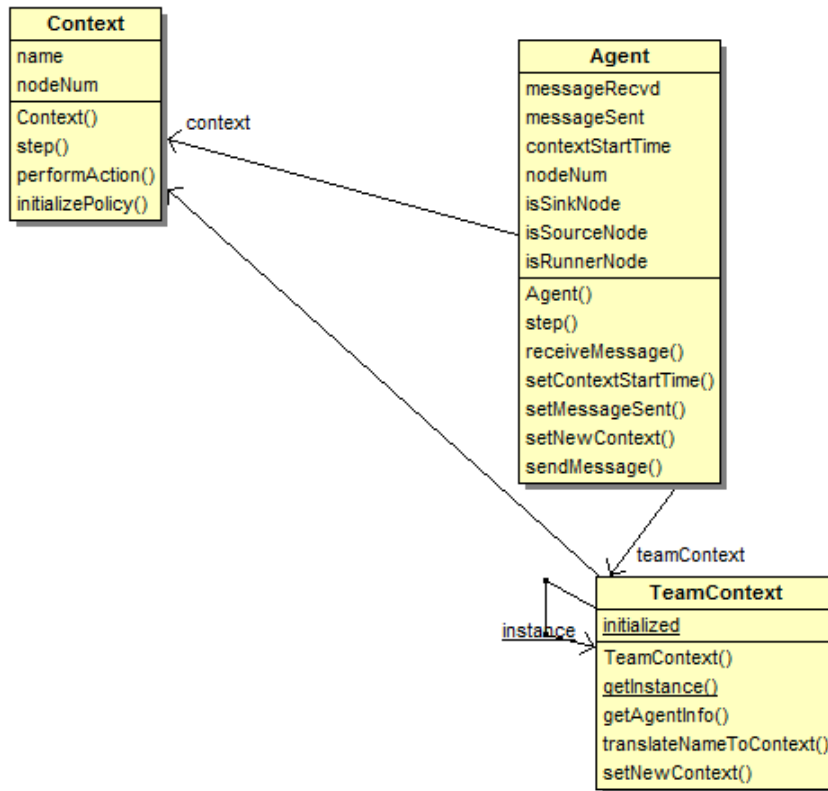 Context
name
nodeNum
Context()
step()
performAction()
initializePolicy()
context
Agent
messageRecvd
messageSent
contextStartTime
nodeNum
isSinkNode
isSourceNode
isRunnerNode
Agent()
step()
receiveMessage()
setContextStartTime()
setMessageSent()
setNewContext()
sendMessage()
teamContext
instance
TeamContext
initialized
TeamContext()
getInstance()
getAgentInfo()
translateNameToContext()
setNewContext()